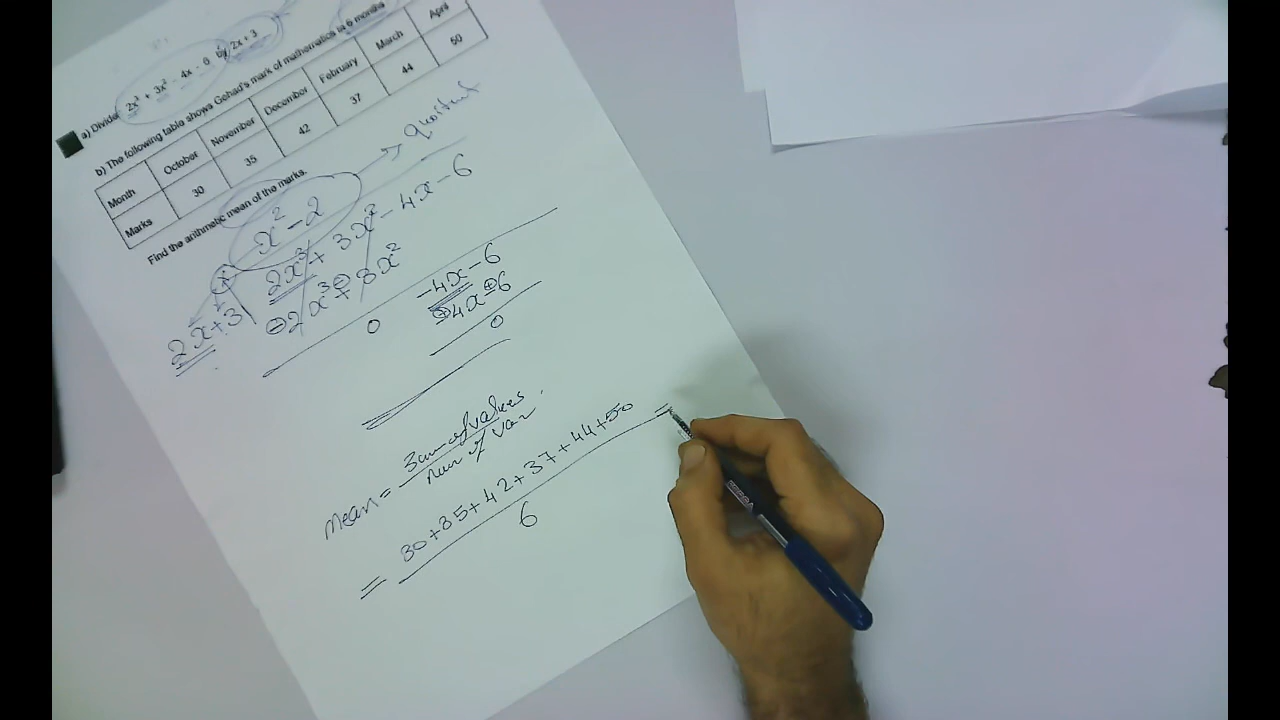 a) Divide 2x³ + 3x² - 4x - 6 by 2x + 3
b) The following table shows Gehad's mark of mathematics in 6 months
Month October November December February March April
Marks 30 35 42 37 44 50
Find the arithmetic mean of the marks.
quotient
x² - 2
2x + 3 2x³ + 3x² - 4x - 6
2x³ + 3x²
0 -4x - 6
4x 6
0
mean = Sum of values
num of var
= 30+35+42+37+44+50 =
6